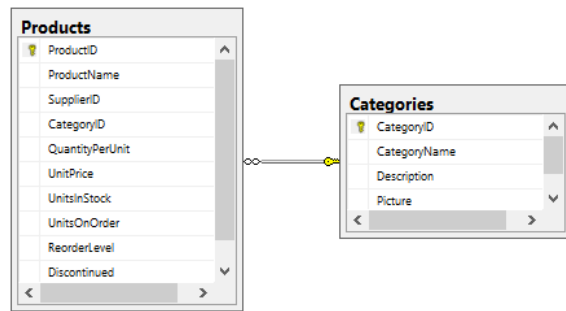 Products
ProductID
ProductName
SupplierID
CategoryID
QuantityPerUnit
UnitPrice
UnitsInStock
UnitsOnOrder
ReorderLevel
Discontinued
Categories
CategoryID
CategoryName
Description
Picture